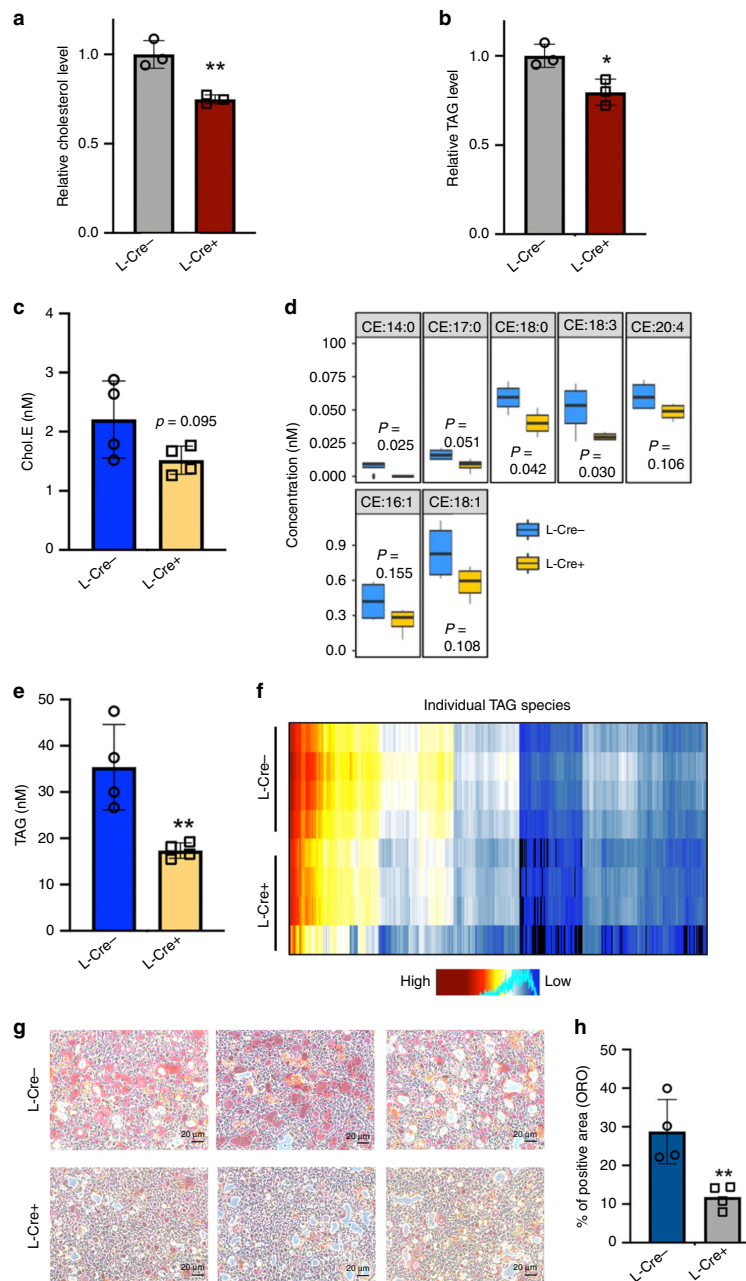 a
Relative cholesterol level
1.0
0.5
0.0
**
L-Cre–
L-Cre+
b
Relative TAG level
1.0
0.5
0.0
*
L-Cre–
L-Cre+
c
Chol.E (nM)
4
3
2
1
0
p = 0.095
L-Cre–
L-Cre+
d
Concentration (nM)
CE:14:0 CE:17:0 CE:18:0 CE:18:3 CE:20:4
100
0.075
0.050
0.025
0.000
P =
0.025
P =
0.051
P =
0.042
P =
0.030
P =
0.106
CE:16:1 CE:18:1
0.9
0.6
0.3
0.0
P =
0.155
P =
0.108
L-Cre–
L-Cre+
e
TAG (nM)
50
40
30
20
10
0
**
L-Cre–
L-Cre+
f
Individual TAG species
L-Cre–
L-Cre+
High Low
g
L-Cre–
20 µm 20 µm 20 µm
L-Cre+
20 µm 20 µm 20 µm
h
% of positive area (ORO)
50
40
30
20
10
0
**
L-Cre–
L-Cre+